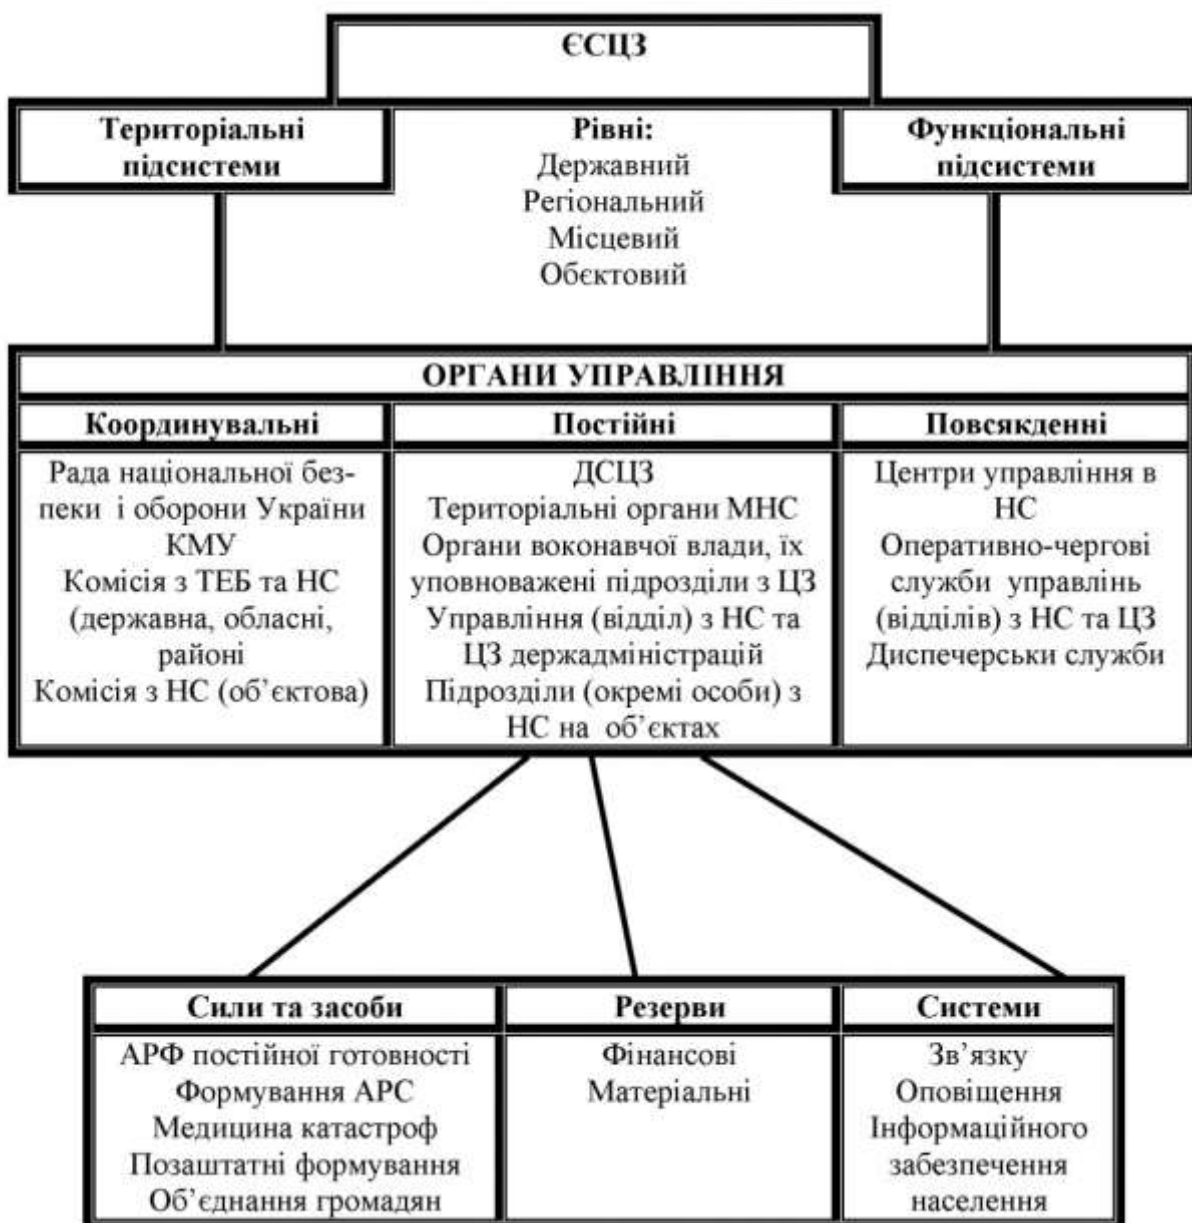 ЄСЦЗ
Територіальні
підсистеми
Рівні:
Державний
Регіональний
Місцевий
Обєктовий
Функціональні
підсистеми
ОРГАНИ УПРАВЛІННЯ
Координувальні
Рада національної без-
пеки і оборони України
КМУ
Комісія з ТЕБ та НС
(державна, обласні,
районі
Комісія з НС (об’єктова)
Постійні
ДСЦЗ
Територіальні органи МНС
Органи воконавчої влади, їх
уповноважені підрозділи з ЦЗ
Управління (відділ) з НС та
ЦЗ держадміністрацій
Підрозділи (окремі особи) з
НС на об’єктах
Повсякденні
Центри управління в
НС
Оперативно-чергові
служби управлінь
(відділів) з НС та ЦЗ
Диспечерськи служби
Сили та засоби
АРФ постійної готовності
Формування АРС
Медицина катастроф
Позаштатні формування
Об’єднання громадян
Резерви
Фінансові
Матеріальні
Системи
Зв’язку
Оповіщення
Інформаційного
забезпечення
населення